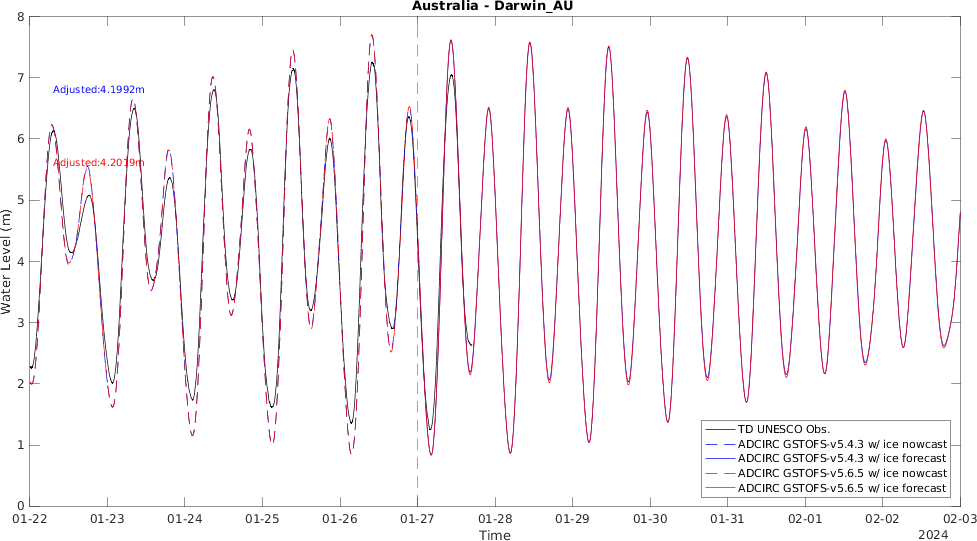 Australia - Darwin_AU
8
7
6
5
4
3
2
1
0
Water Level (m)
Adjusted:4.1992m
Adjusted:4.2019m
TD UNESCO Obs.
ADCIRC GSTOFS-v5.4.3 w/ ice nowcast
ADCIRC GSTOFS-v5.4.3 w/ ice forecast
ADCIRC GSTOFS-v5.6.5 w/ ice nowcast
ADCIRC GSTOFS-v5.6.5 w/ ice forecast
01-22 01-23 01-24 01-25 01-26 01-27 01-28 01-29 01-30 01-31 02-01 02-02 02-03
Time
2024